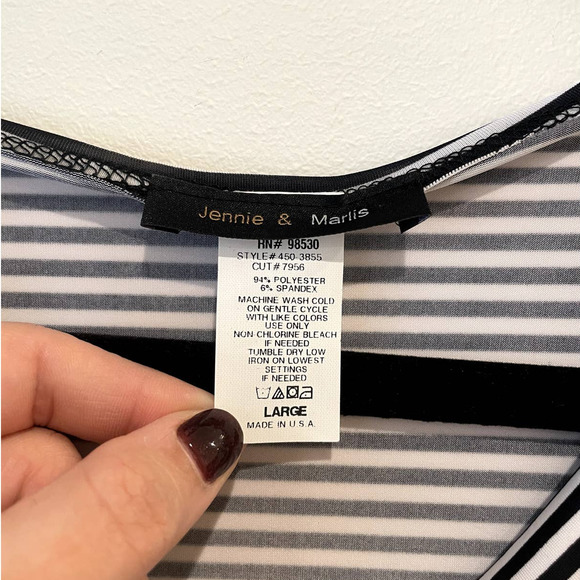 Jennie & Marlis
RN# 98530
STYLE# 450-3855
CUT# 7956
94% POLYESTER
6% SPANDEX
MACHINE WASH COLD
ON GENTLE CYCLE
WITH LIKE COLORS
USE ONLY
NON-CHLORINE BLEACH
IF NEEDED
TUMBLE DRY LOW
IRON ON LOWEST
SETTINGS
IF NEEDED
LARGE
MADE IN U.S.A.